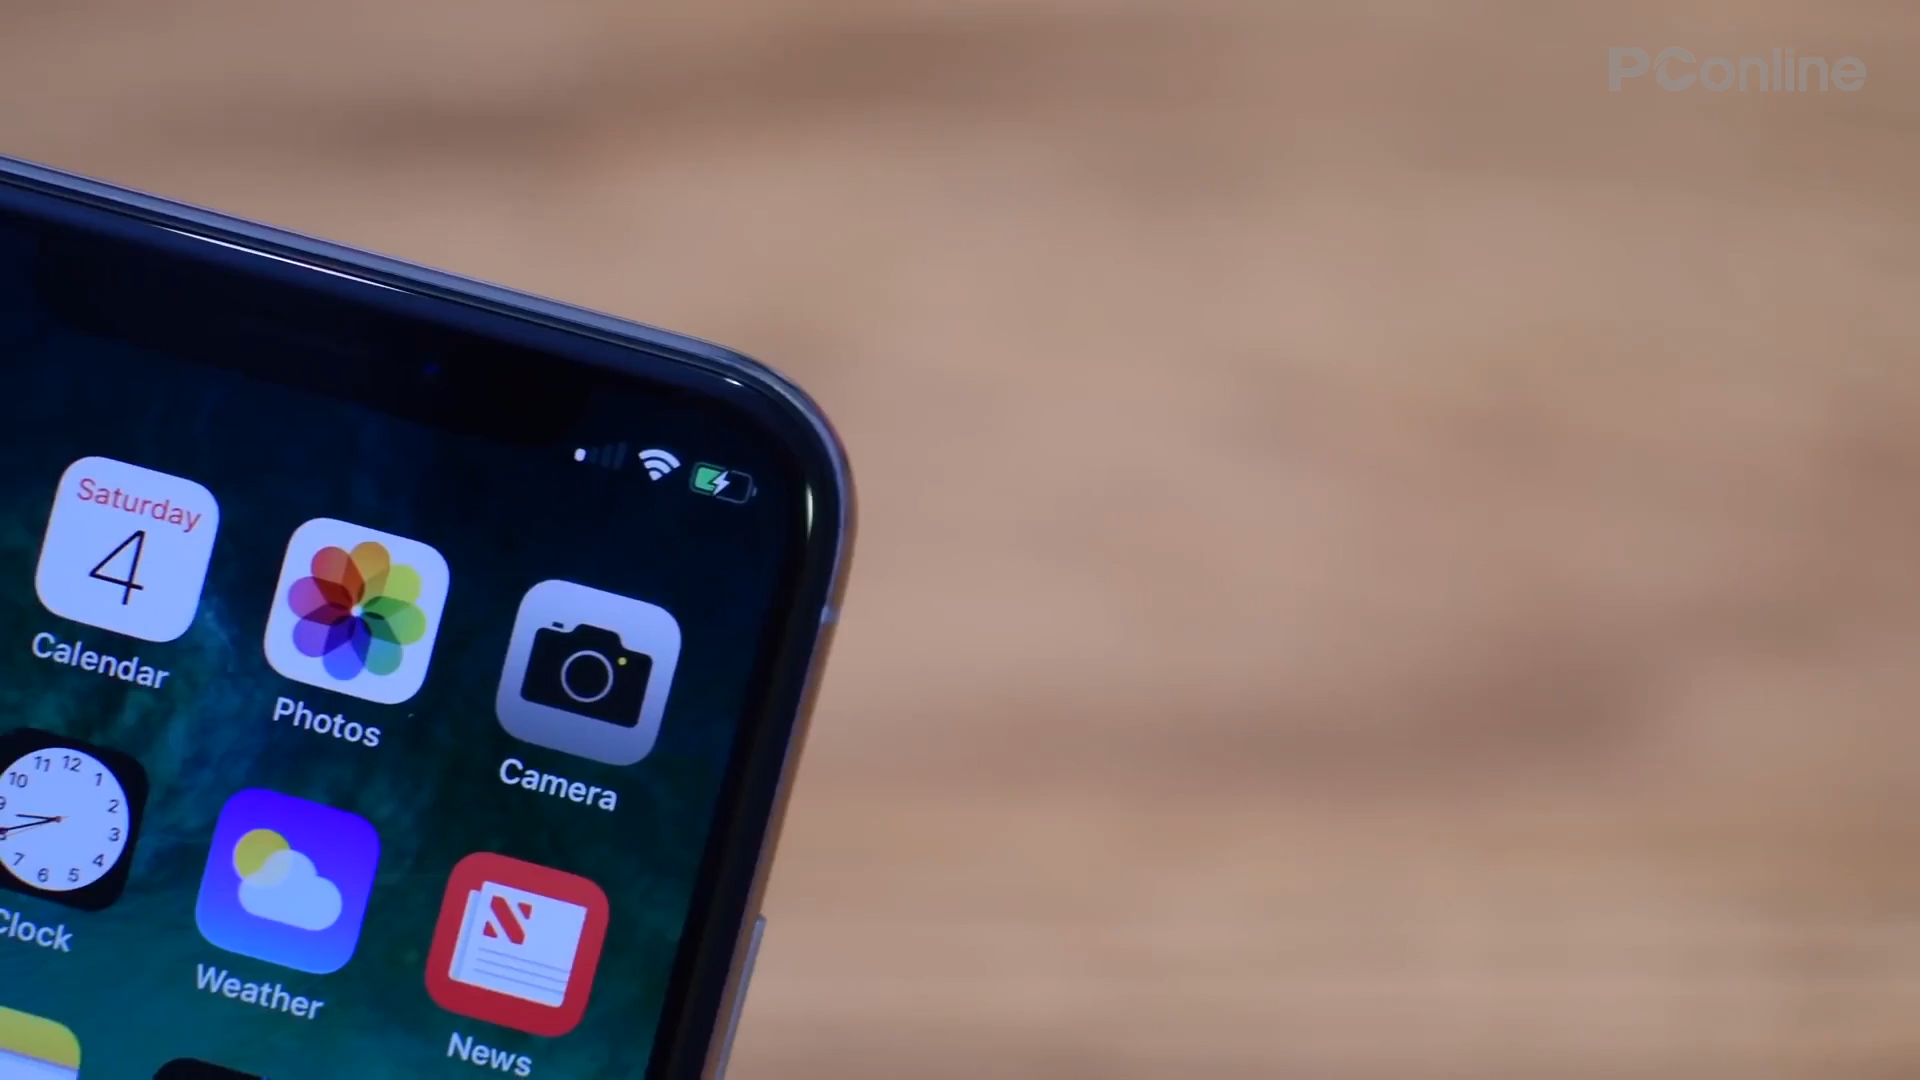 PConline
Saturday
4
Calendar
Photos
Camera
11 12 1
10 2
9 3
7 6 5 4
Clock
Weather
News